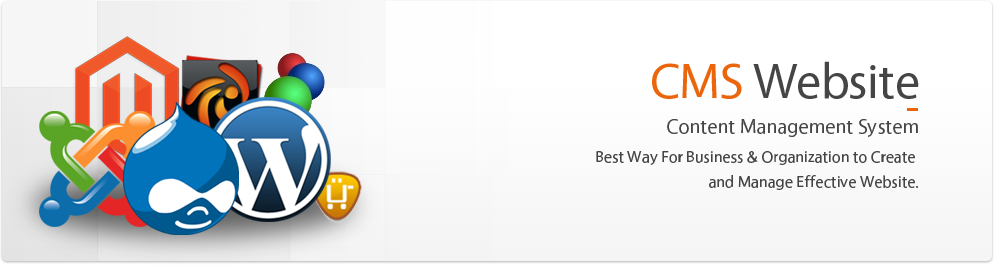 CMS Website
Content Management System
Best Way For Business & Organization to Create
and Manage Effective Website.